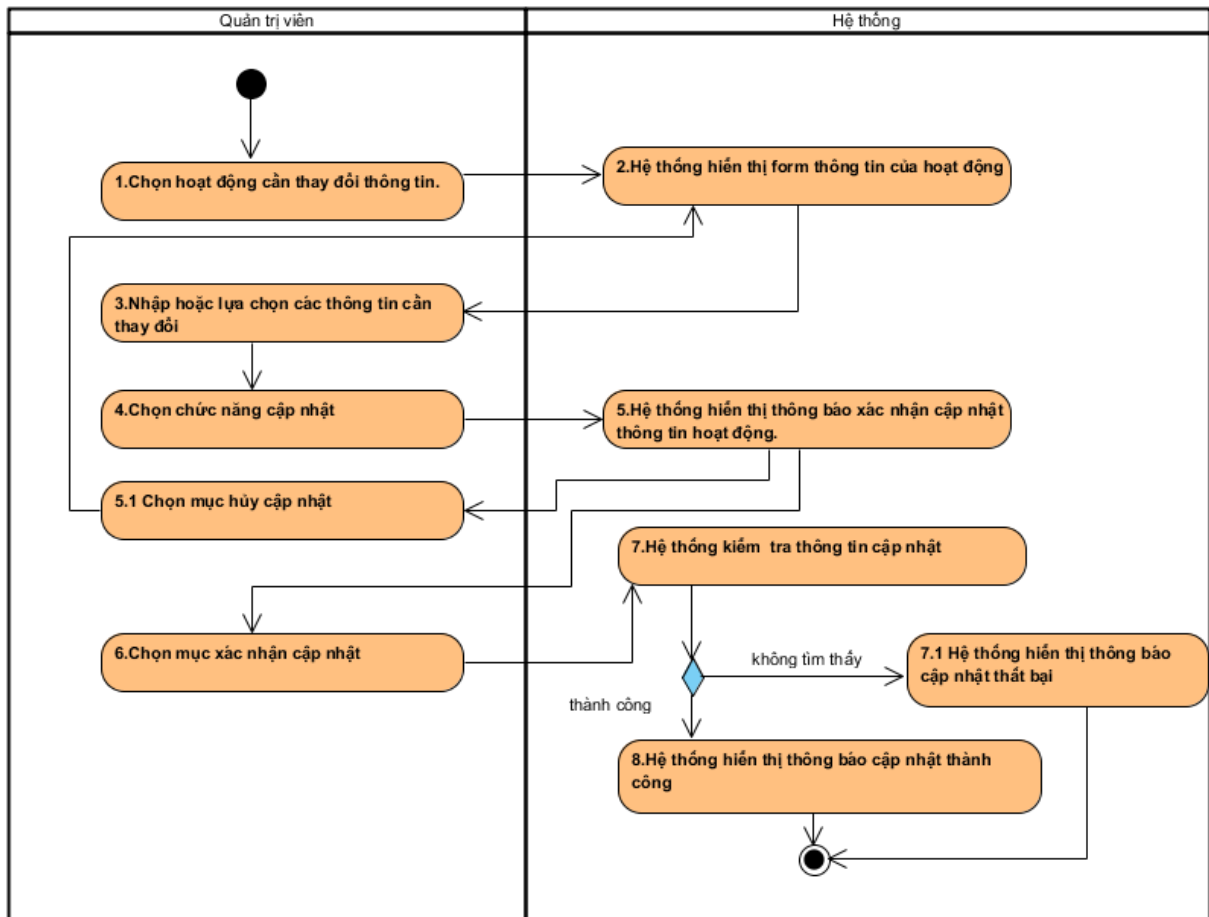 Quản trị viên
Hệ thống
1.Chọn hoạt động cần thay đổi thông tin.
2.Hệ thống hiển thị form thông tin của hoạt động
3.Nhập hoặc lựa chọn các thông tin cần
thay đổi
4.Chọn chức năng cập nhật
5.Hệ thống hiển thị thông báo xác nhận cập nhật
thông tin hoạt động.
5.1 Chọn mục hủy cập nhật
7.Hệ thống kiểm tra thông tin cập nhật
6.Chọn mục xác nhận cập nhật
không tìm thấy
7.1 Hệ thống hiển thị thông báo
cập nhật thất bại
thành công
8.Hệ thống hiển thị thông báo cập nhật thành
công